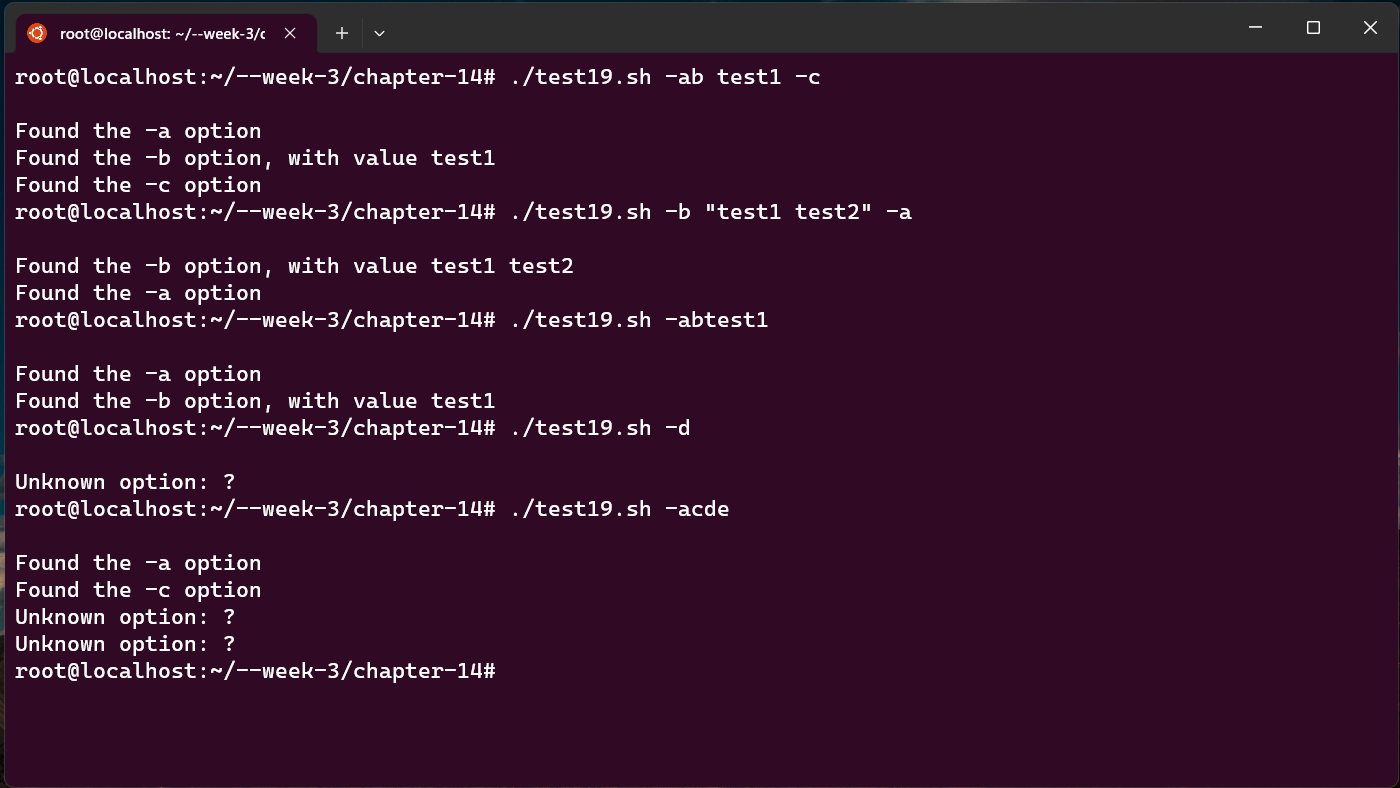 root@localhost: ~/--week-3/c
root@localhost:~/--week-3/chapter-14# ./test19.sh -ab test1 -c
Found the -a option
Found the -b option, with value test1
Found the -c option
root@localhost:~/--week-3/chapter-14# ./test19.sh -b "test1 test2" -a
Found the -b option, with value test1 test2
Found the -a option
root@localhost:~/--week-3/chapter-14# ./test19.sh -abtest1
Found the -a option
Found the -b option, with value test1
root@localhost:~/--week-3/chapter-14# ./test19.sh -d
Unknown option: ?
root@localhost:~/--week-3/chapter-14# ./test19.sh -acde
Found the -a option
Found the -c option
Unknown option: ?
Unknown option: ?
root@localhost:~/--week-3/chapter-14#